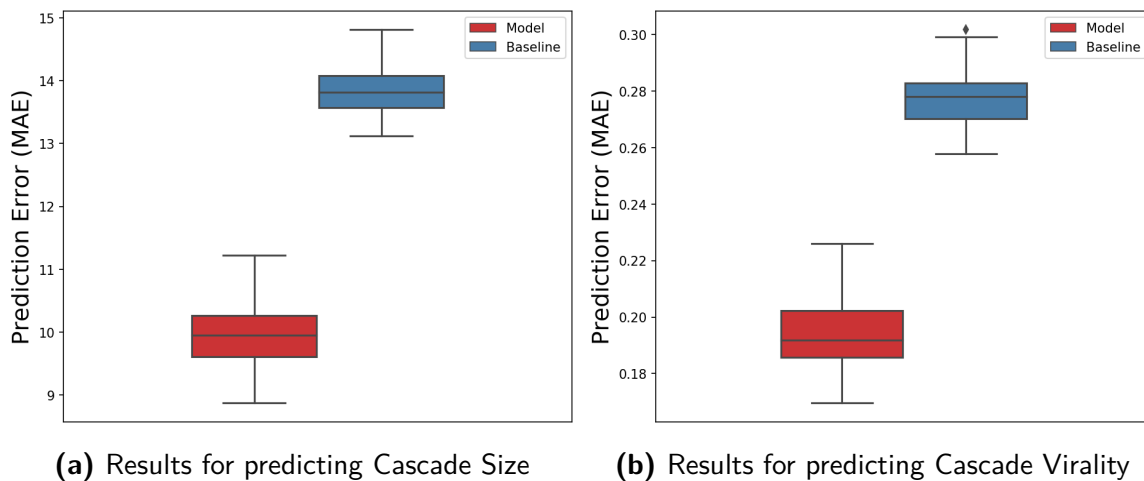 15
14
13
12
11
10
9
Prediction Error (MAE)
Model
Baseline
0.30
0.28
0.26
0.24
0.22
0.20
0.18
Prediction Error (MAE)
Model
Baseline
(a) Results for predicting Cascade Size
(b) Results for predicting Cascade Virality